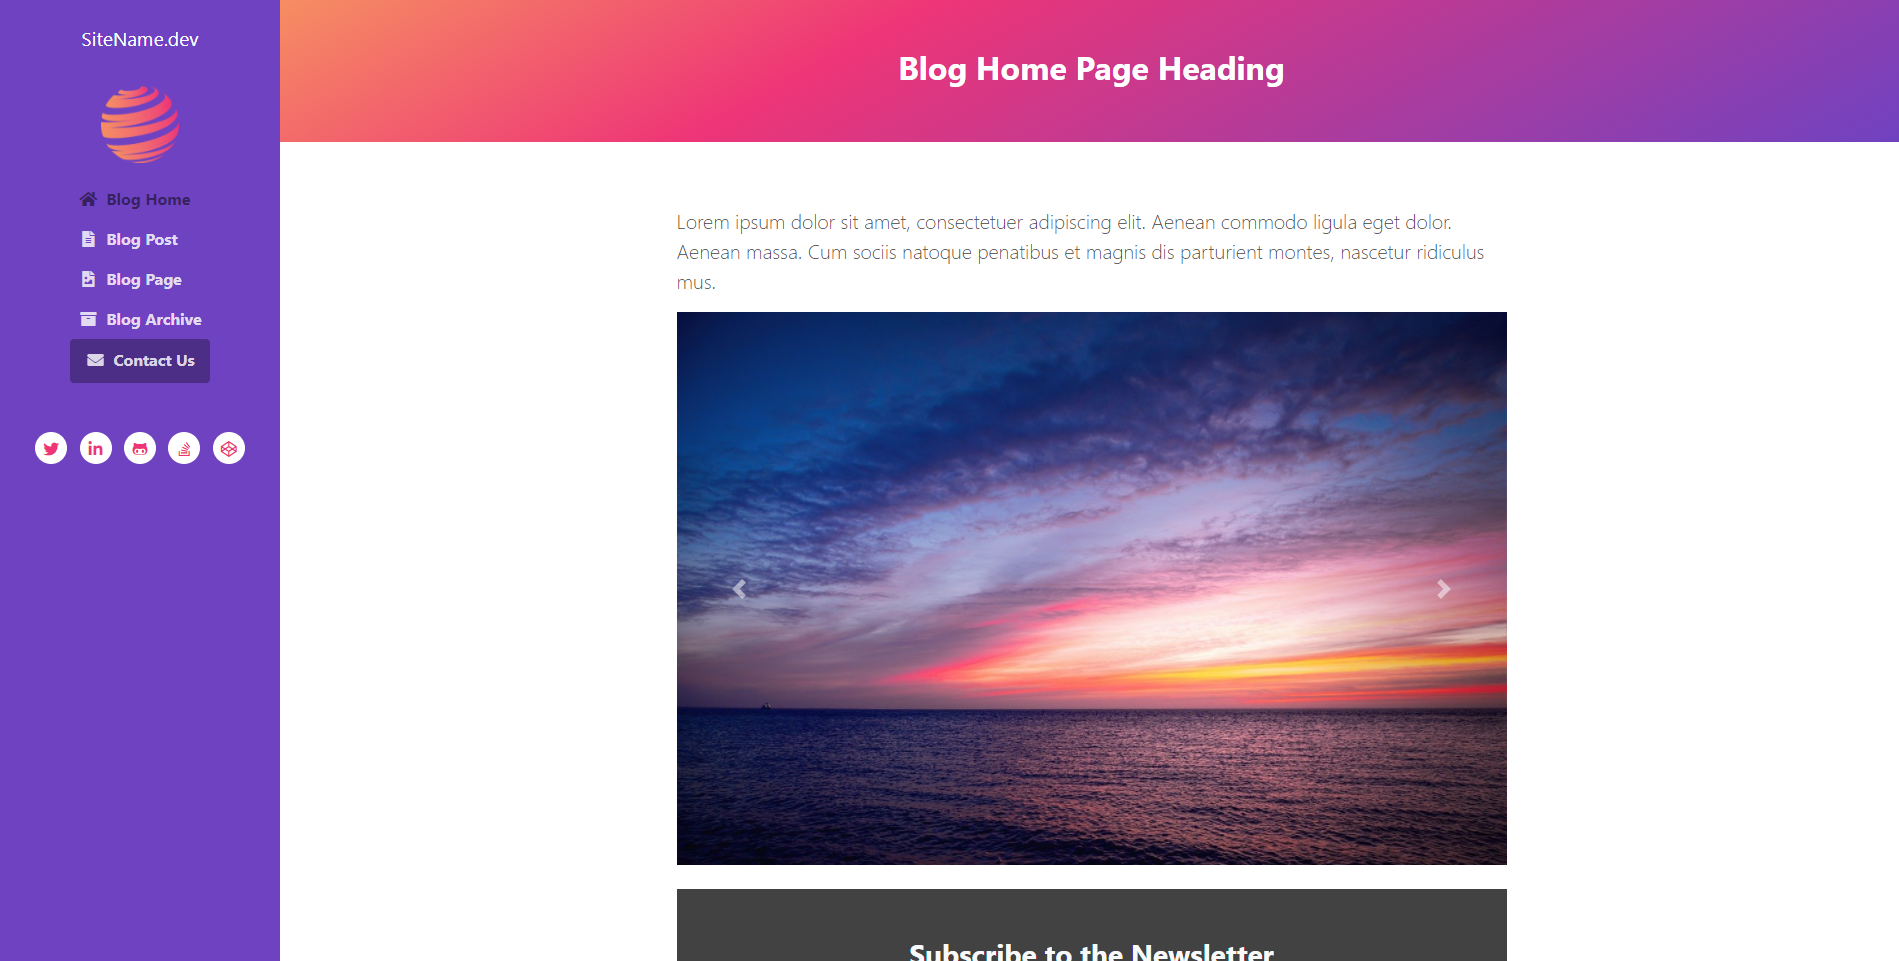 SiteName.dev
Blog Home
Blog Post
Blog Page
Blog Archive
Contact Us
Blog Home Page Heading
Lorem ipsum dolor sit amet, consectetuer adipiscing elit. Aenean commodo ligula eget dolor.
Aenean massa. Cum sociis natoque penatibus et magnis dis parturient montes, nascetur ridiculus
mus.
Subscribe to the Newsletter